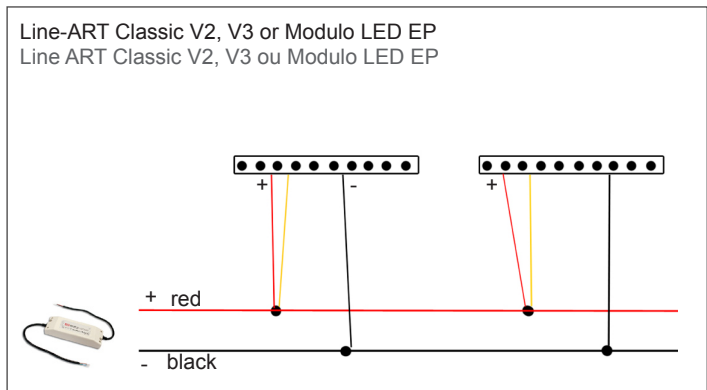 Line-ART Classic V2, V3 or Modulo LED EP
Line ART Classic V2, V3 ou Modulo LED EP
+ -
+
+ red
- black